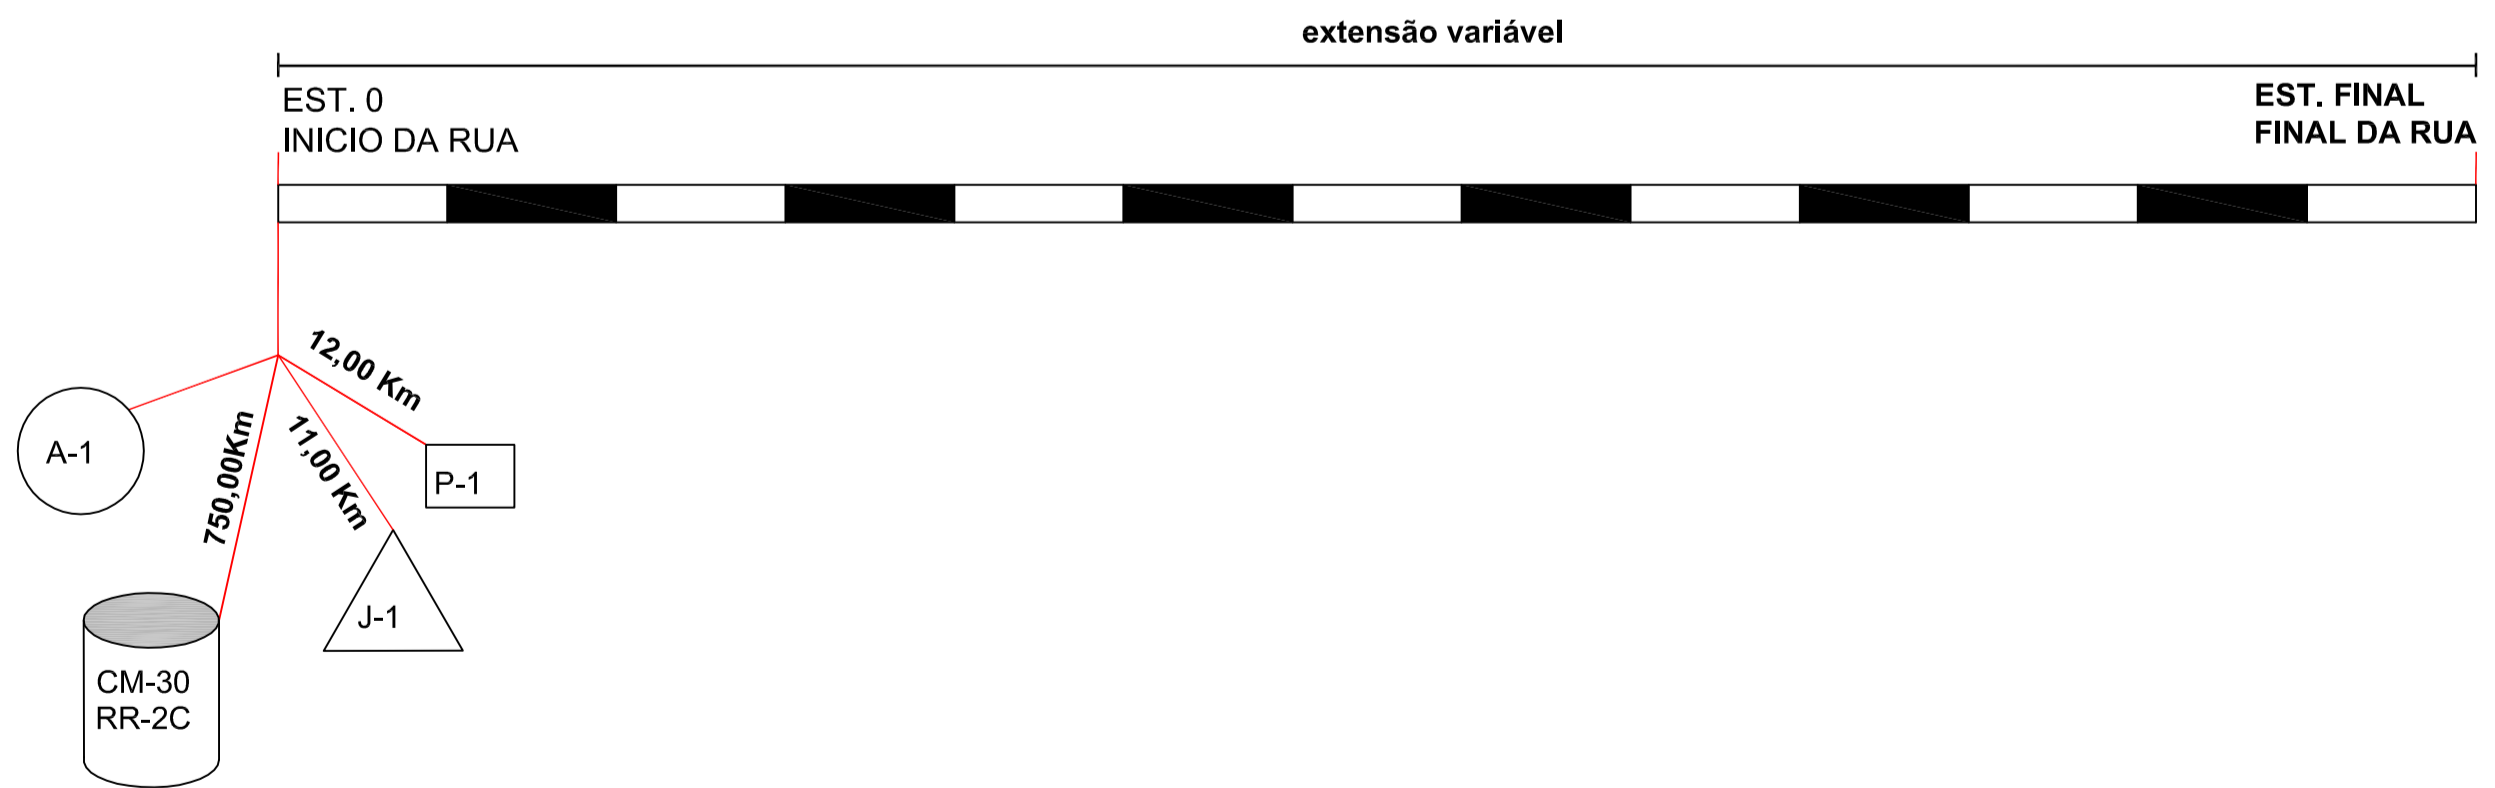 extensão variável
EST. 0
INICIO DA RUA
EST. FINAL
FINAL DA RUA
12,00 Km
11,00 Km
750,00Km
A-1
P-1
J-1
CM-30
RR-2C